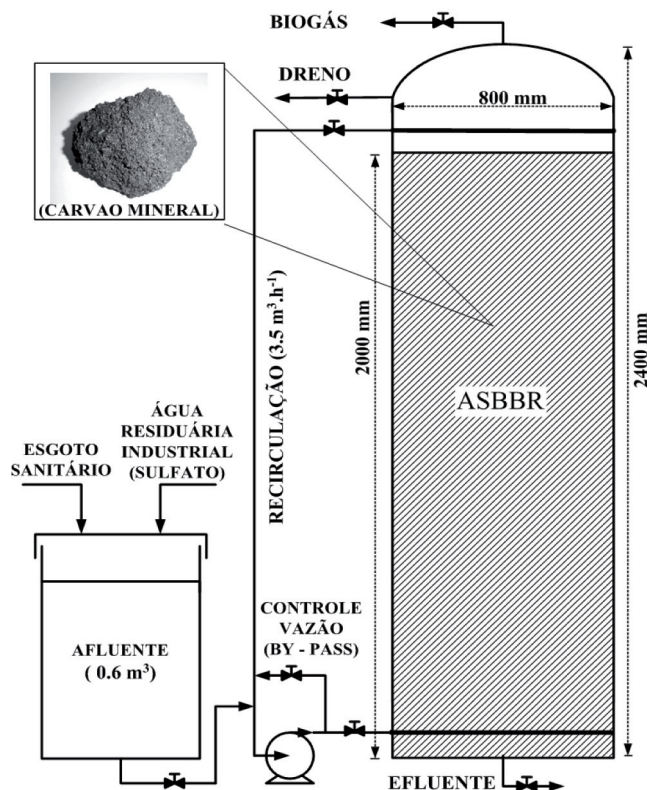 BIOGÁS
DRENO
800 mm
(CARVAO MINERAL)
RECIRCULAÇÃO (3.5 m³.h⁻¹)
2000 mm
2400 mm
ASBBR
ESGOTO
SANITÁRIO
ÁGUA
RESIDUÁRIA
INDUSTRIAL
(SULFATO)
CONTROLE
VAZÃO
(BY - PASS)
AFLUENTE
( 0.6 m³)
EFLUENTE